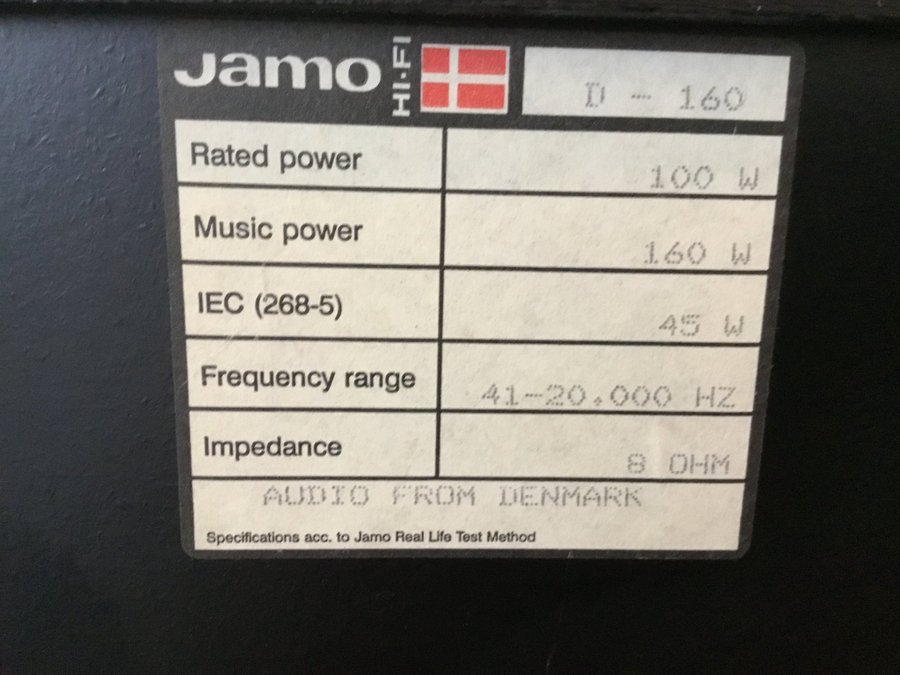 Jamo HI-FI D - 160
Rated power 100 W
Music power 160 W
IEC (268-5) 45 W
Frequency range 41-20.000 HZ
Impedance 8 OHM
AUDIO FROM DENMARK
Specifications acc. to Jamo Real Life Test Method